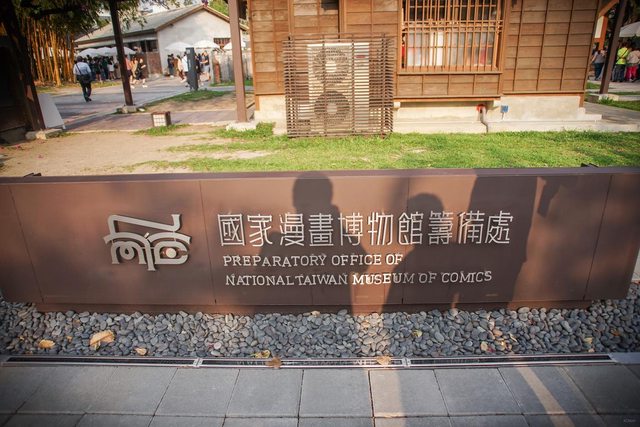 國家漫畫博物館籌備處
PREPARATORY OFFICE OF
NATIONAL TAIWAN MUSEUM OF COMICS